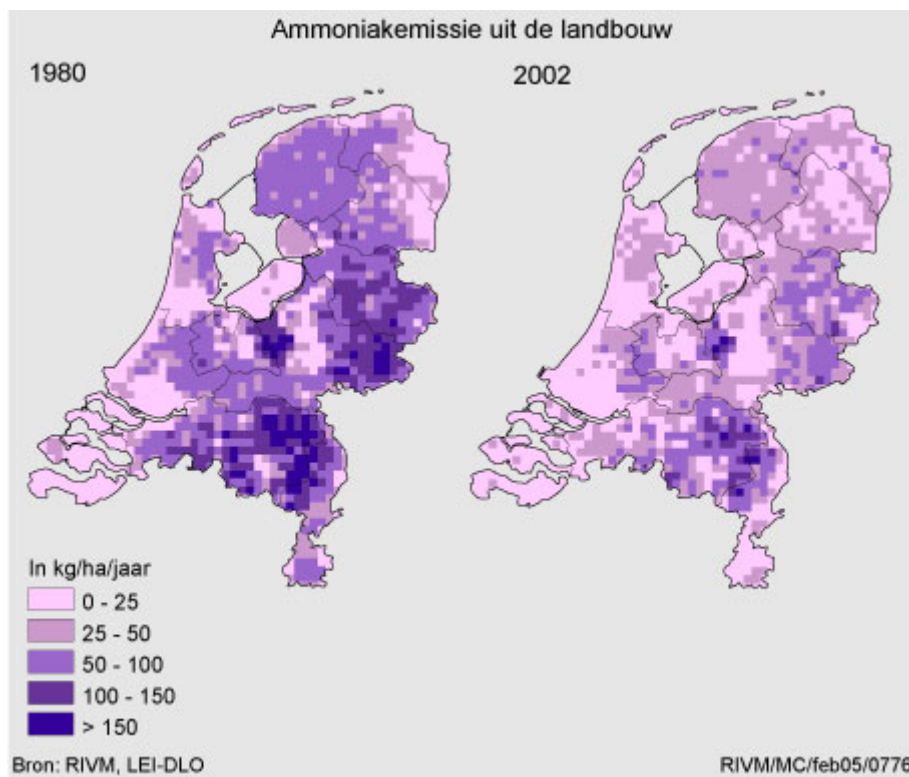 Ammoniakemissie uit de landbouw
1980
2002
In kg/ha/jaar
0 - 25
25 - 50
50 - 100
100 - 150
> 150
Bron: RIVM, LEI-DLO
RIVM/MC/feb05/0776